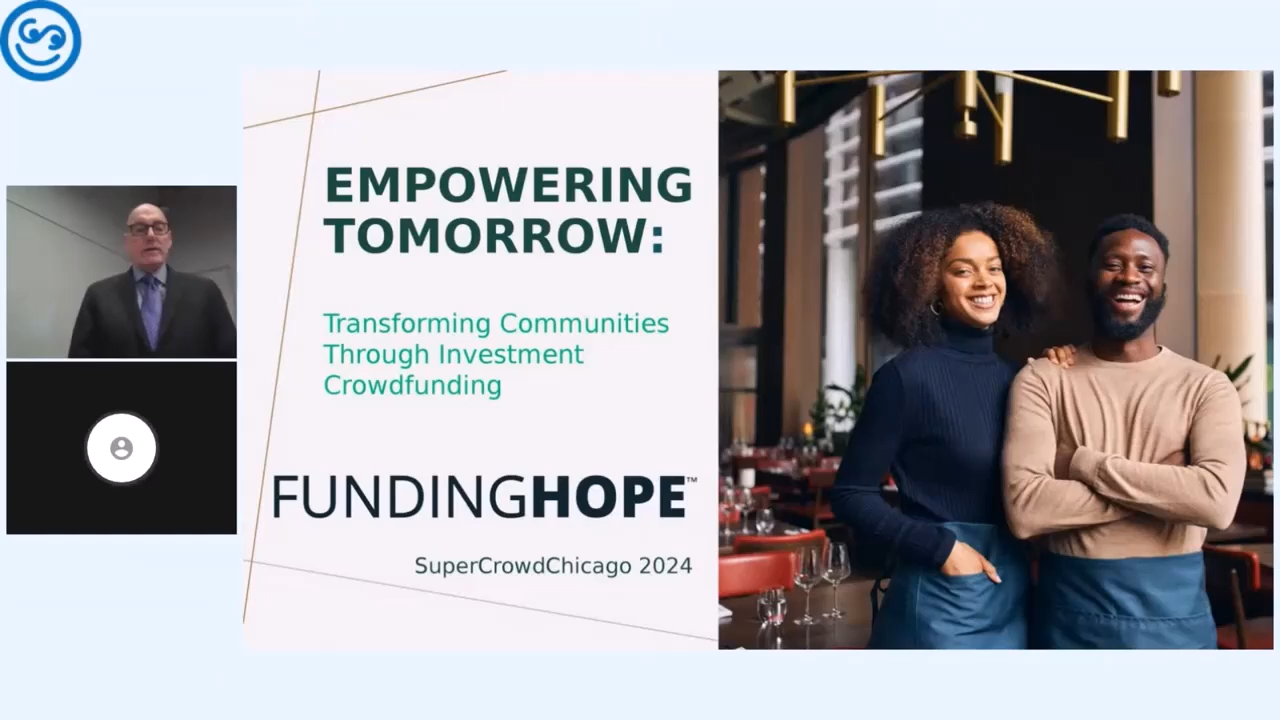 EMPOWERING
TOMORROW:
Transforming Communities
Through Investment
Crowdfunding
FUNDINGHOPE™
SuperCrowdChicago 2024